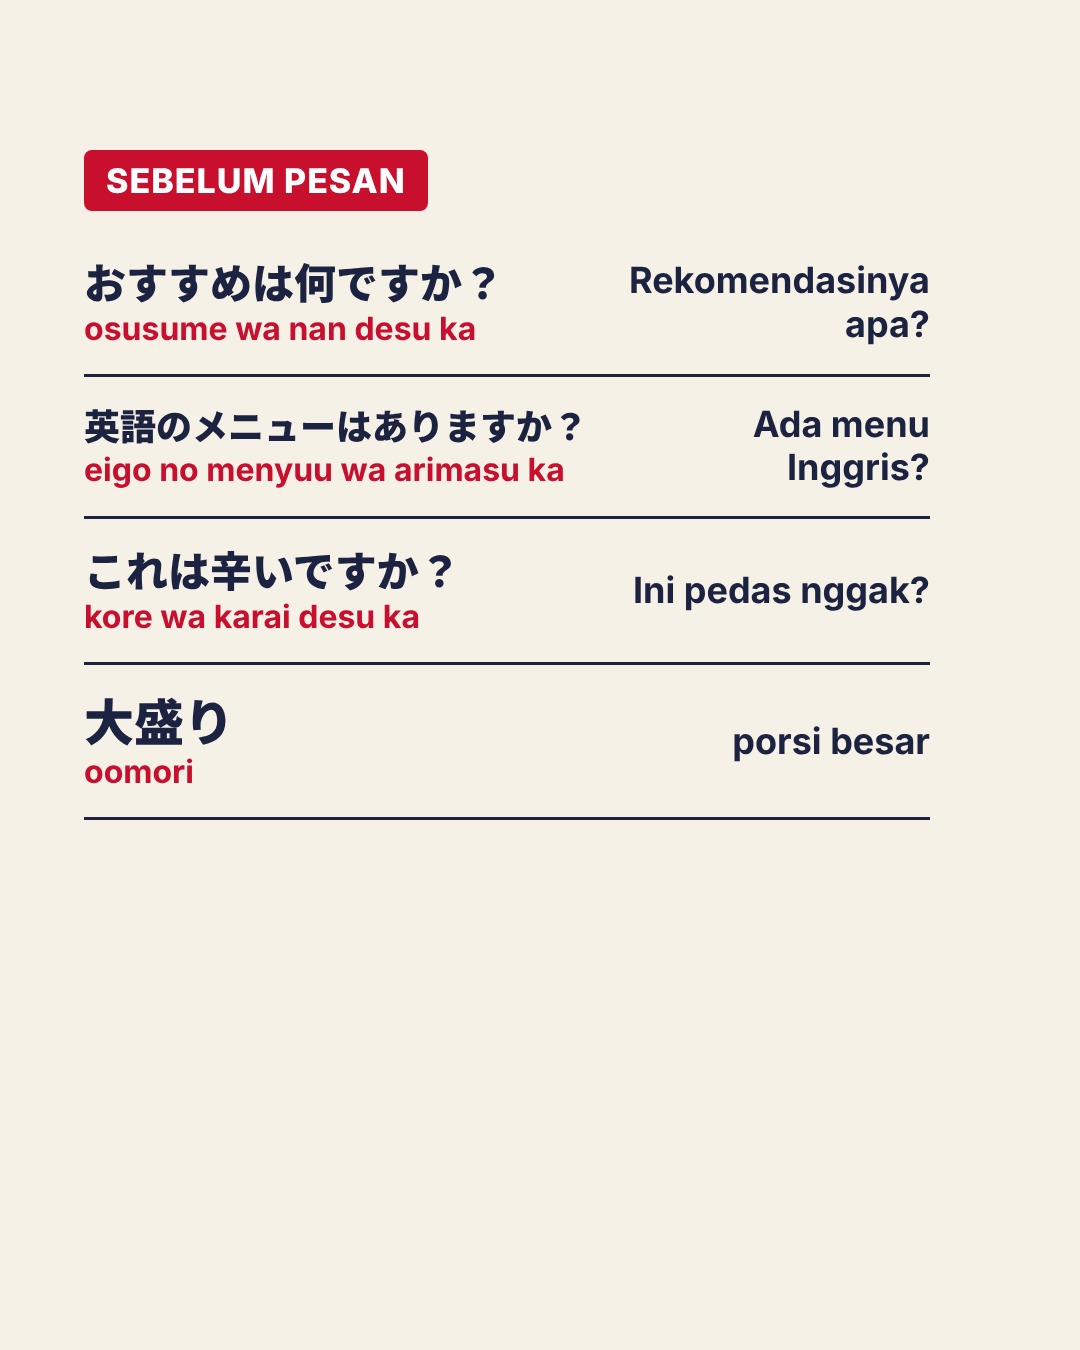 SEBELUM PESAN
おすすめは何ですか？
osusume wa nan desu ka
Rekomendasinya
apa?
英語のメニューはありますか？
eigo no menyuu wa arimasu ka
Ada menu
Inggris?
これは辛いですか？
kore wa karai desu ka
Ini pedas nggak?
大盛り
oomori
porsi besar